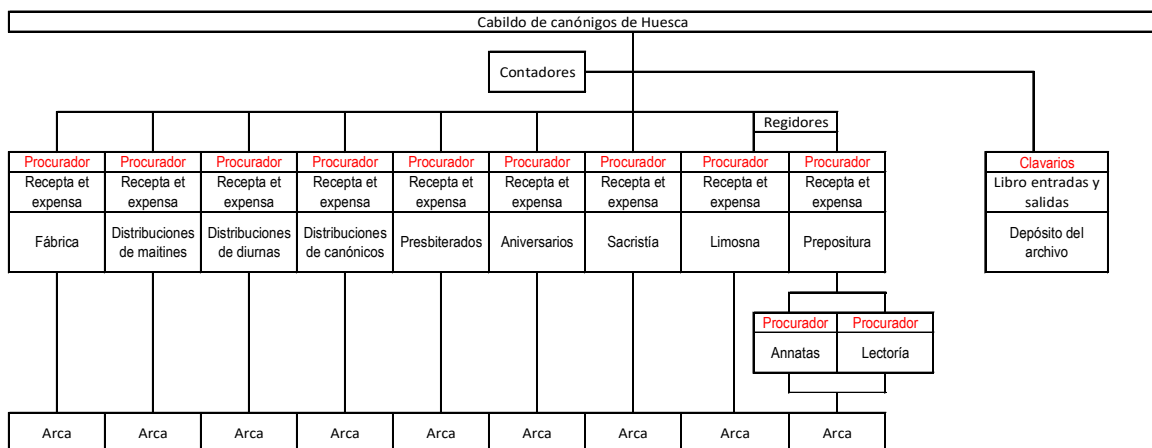 Cabildo de canónigos de Huesca
Contadores
Regidores
Procurador Procurador Procurador Procurador Procurador Procurador Procurador Procurador Procurador Clavarios
Recepta et Recepta et Recepta et Recepta et Recepta et Recepta et Recepta et Recepta et Recepta et Libro entradas y
expensa expensa expensa expensa expensa expensa expensa expensa expensa salidas
Fábrica
Distribuciones
de maitines
Distribuciones
de diurnas
Distribuciones
de canónicos
Presbiterados
Aniversarios
Sacristía
Limosna
Prepositura
Depósito del
archivo
Procurador Procurador
Annatas Lectoría
Arca Arca Arca Arca Arca Arca Arca Arca Arca